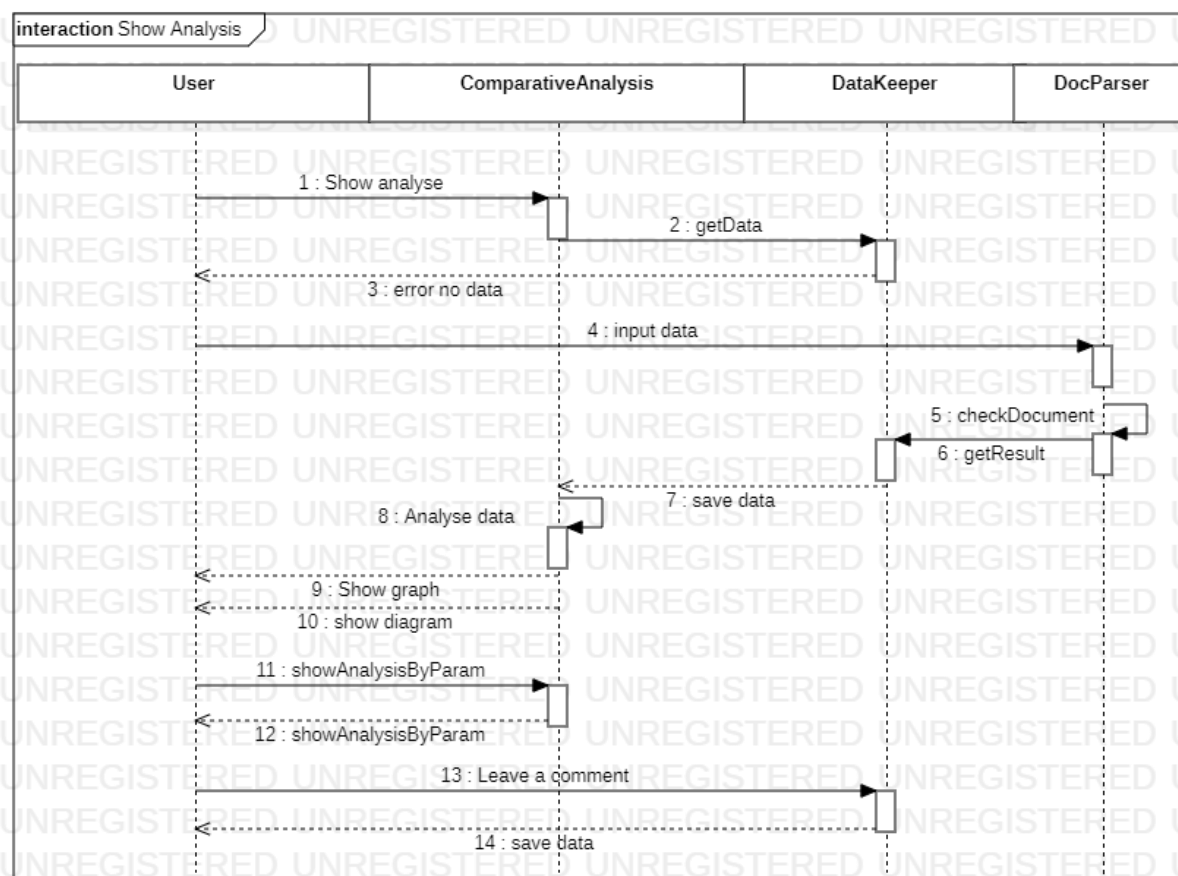 interaction Show Analysis
User
ComparativeAnalysis
DataKeeper
DocParser
1 : Show analyse
2 : getData
3 : error no data
4 : input data
5 : checkDocument
6 : getResult
7 : save data
8 : Analyse data
9 : Show graph
10 : show diagram
11 : showAnalysisByParam
12 : showAnalysisByParam
13 : Leave a comment
14 : save data
UNREGISTERED